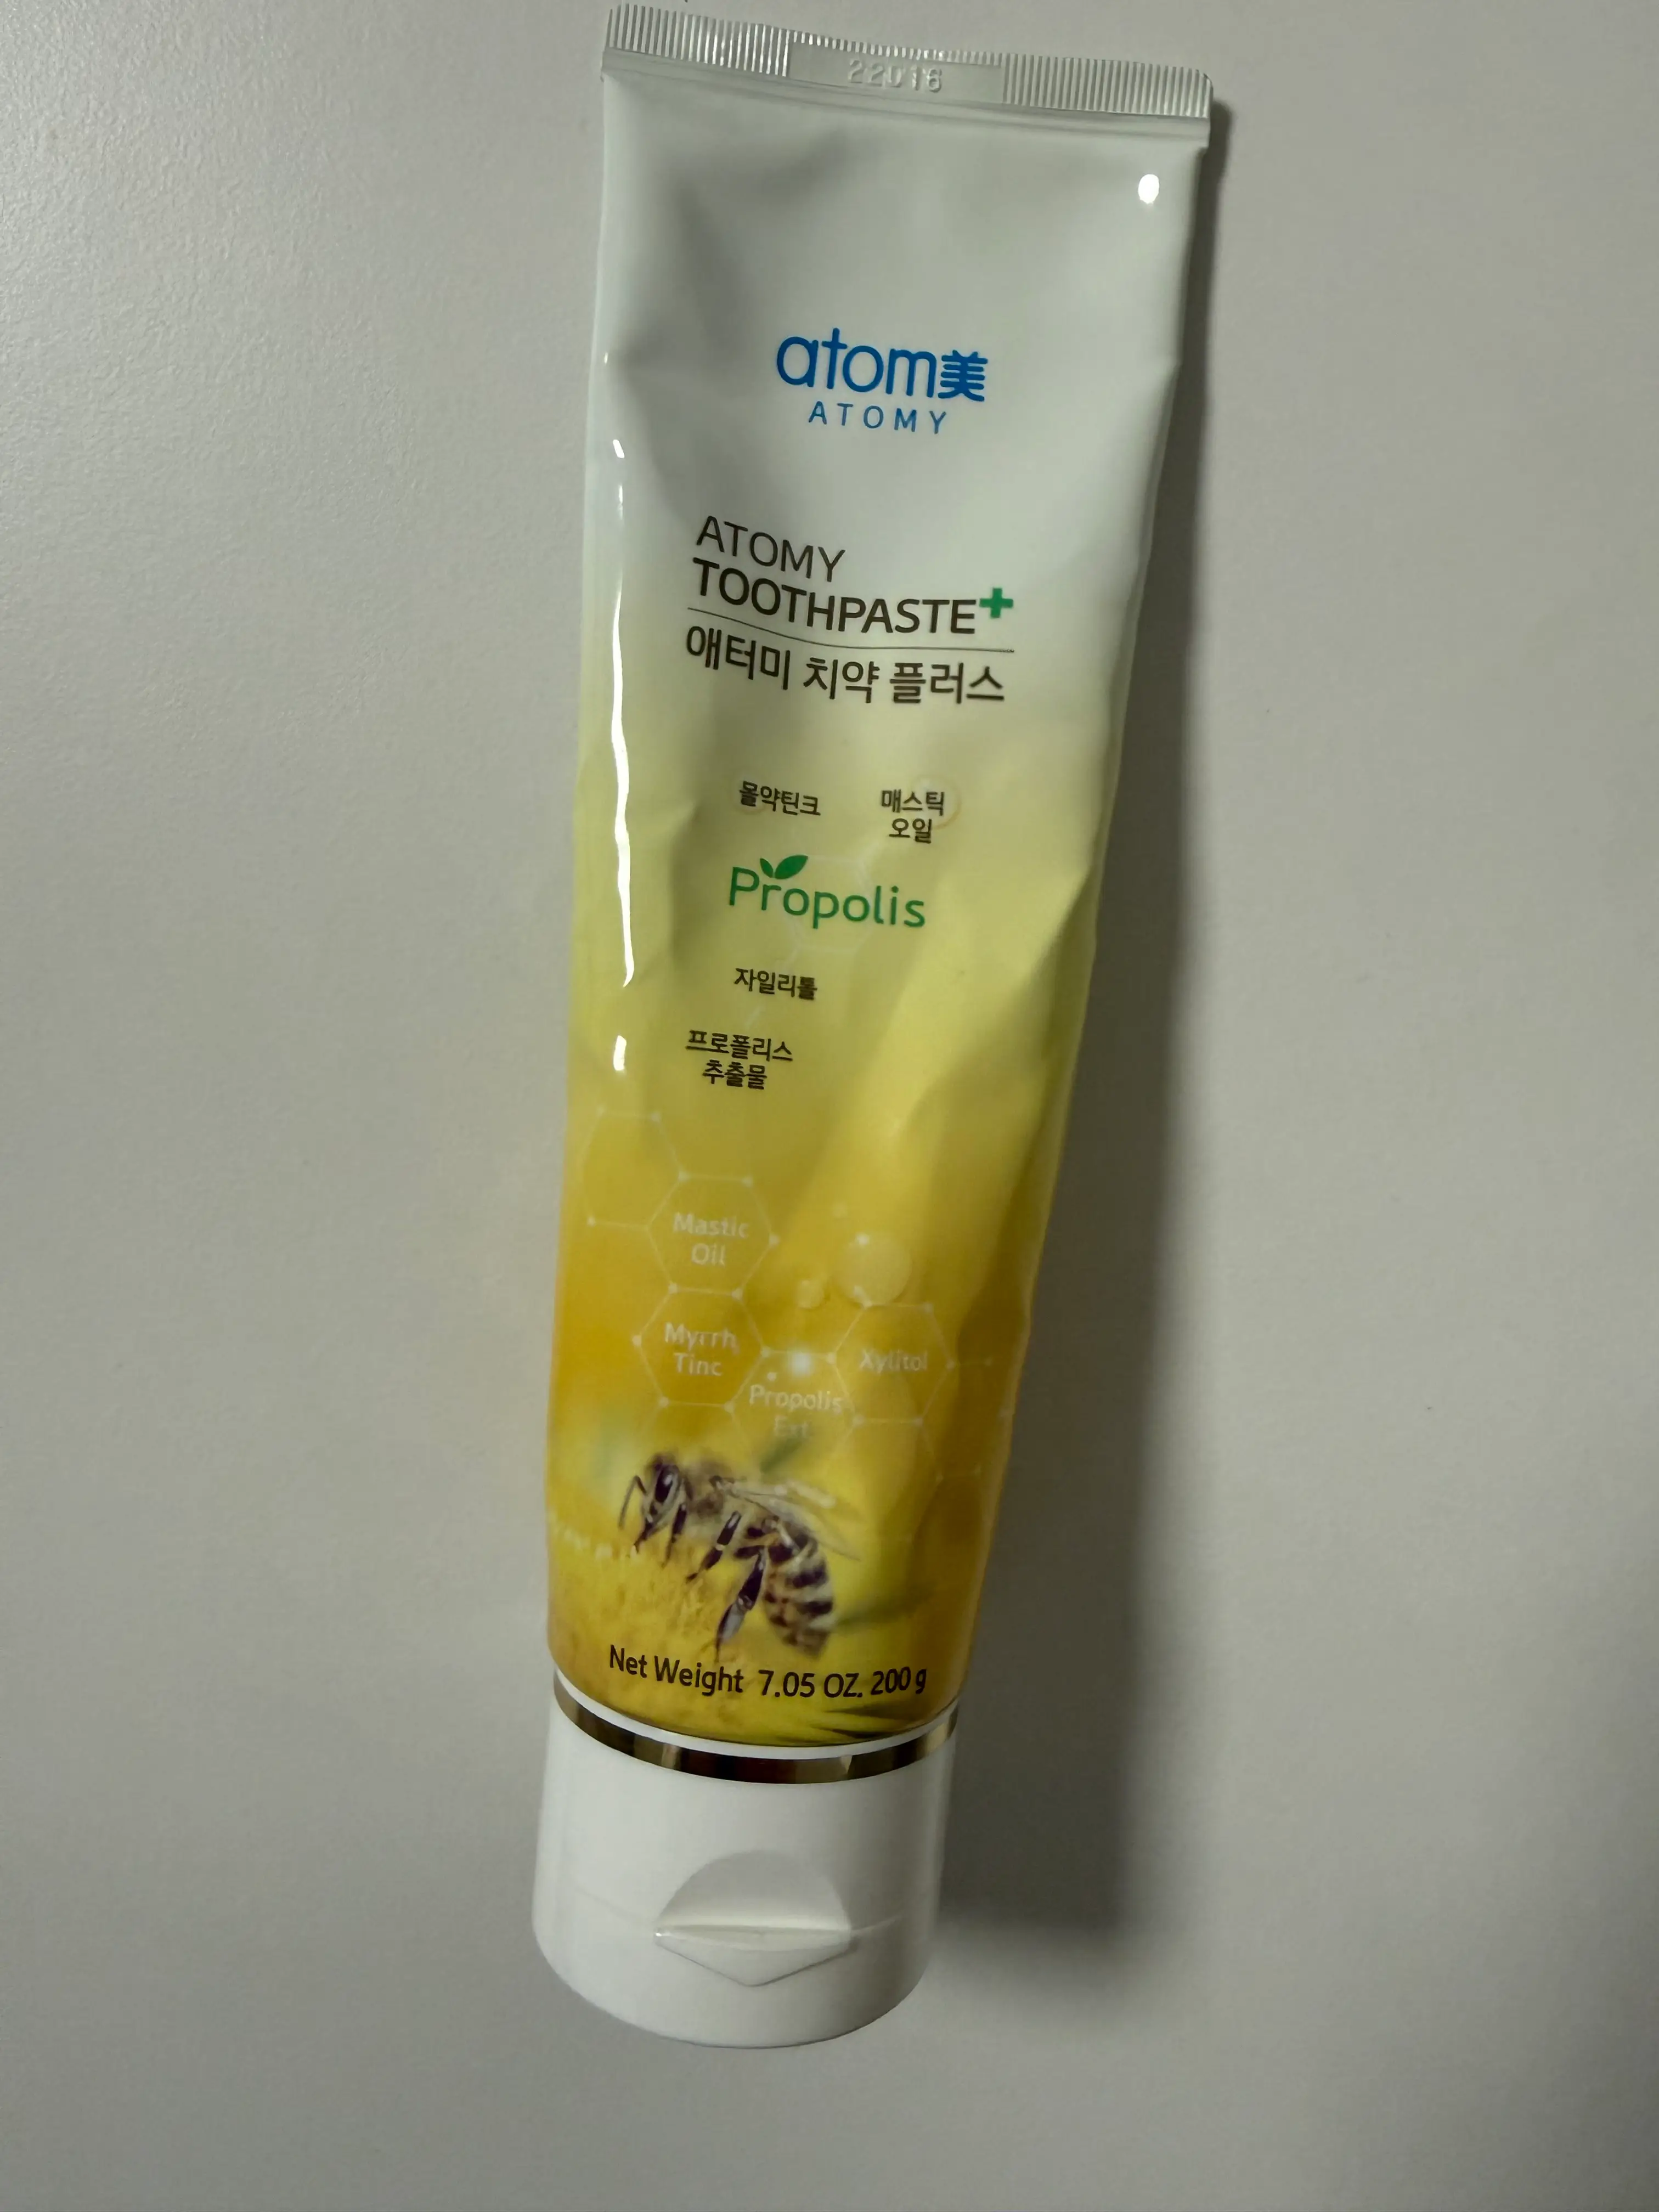 atom美
ATOMY
ATOMY
TOOTHPASTE+
애터미 치약 플러스
몰약틴크
매스틱
오일
Propolis
자일리톨
프로폴리스
추출물
Mastic
Oil
Myrrh
Tinc
Xylitol
Propolis
Ext
Net Weight 7.05 OZ. 200 g